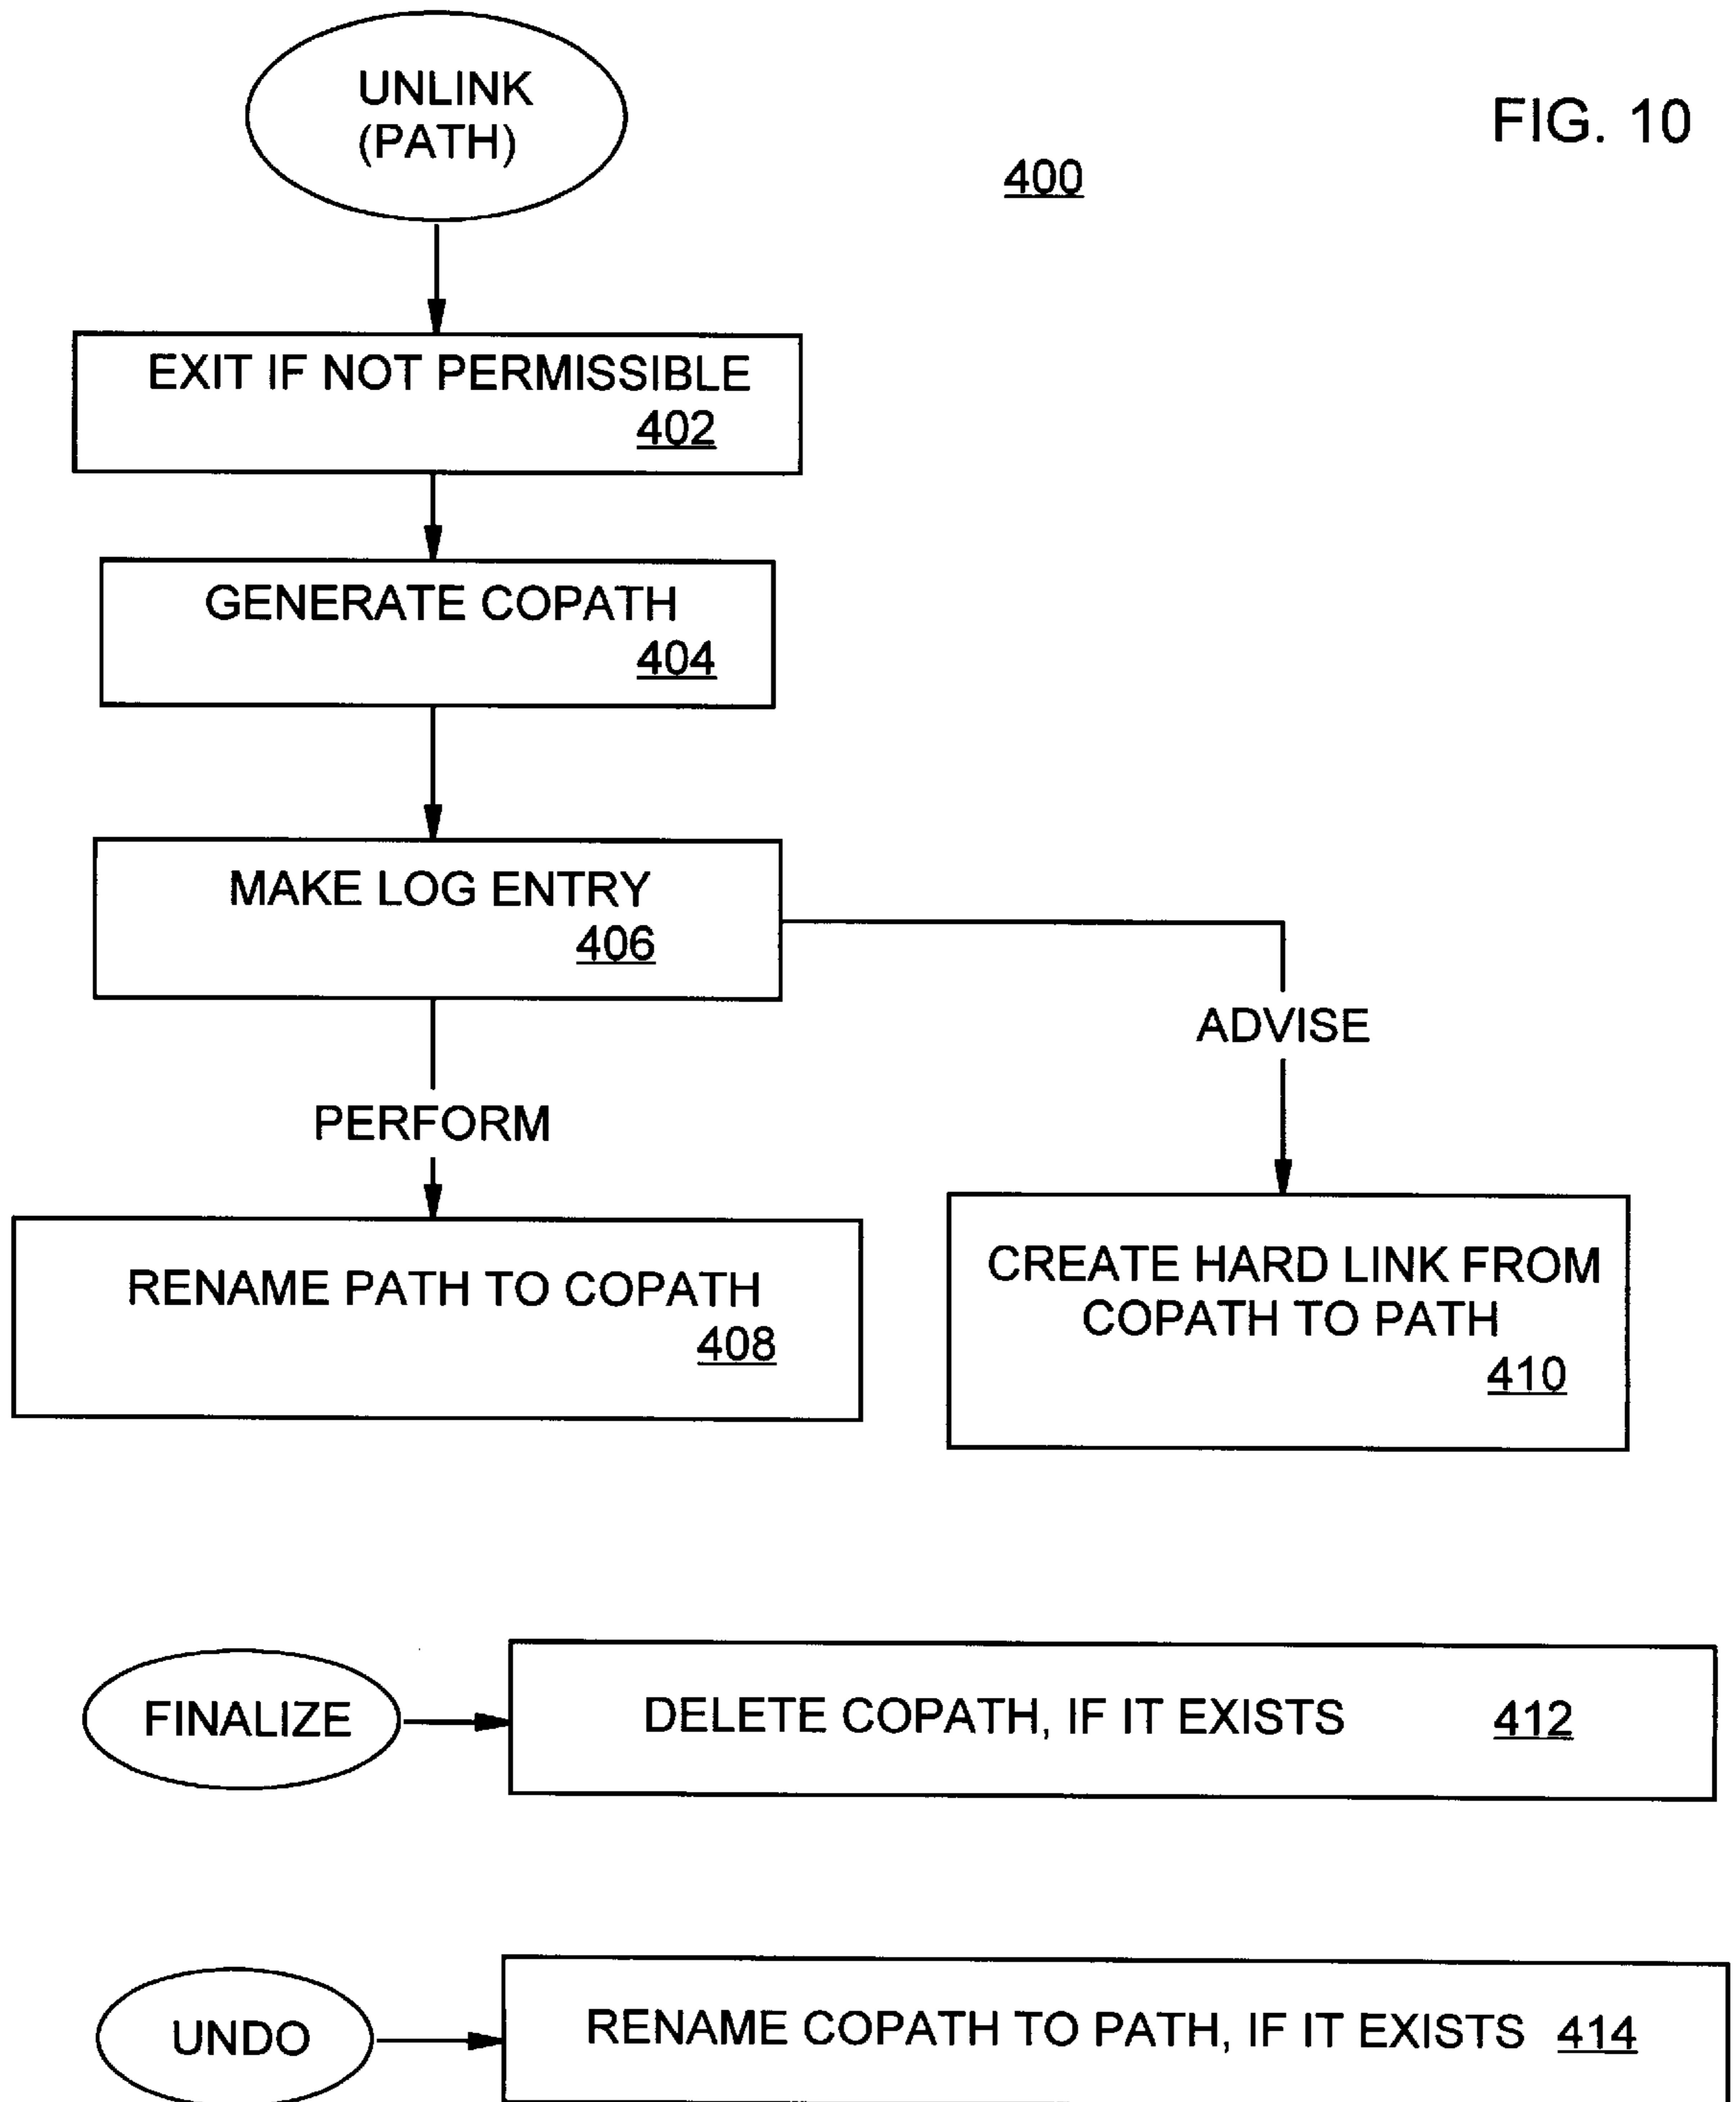 UNLINK
(PATH)
FIG. 10
400
EXIT IF NOT PERMISSIBLE
402
GENERATE COPATH
404
MAKE LOG ENTRY
406
ADVISE
PERFORM
RENAME PATH TO COPATH
408
CREATE HARD LINK FROM
COPATH TO PATH
410
FINALIZE
DELETE COPATH, IF IT EXISTS 412
UNDO
RENAME COPATH TO PATH, IF IT EXISTS 414